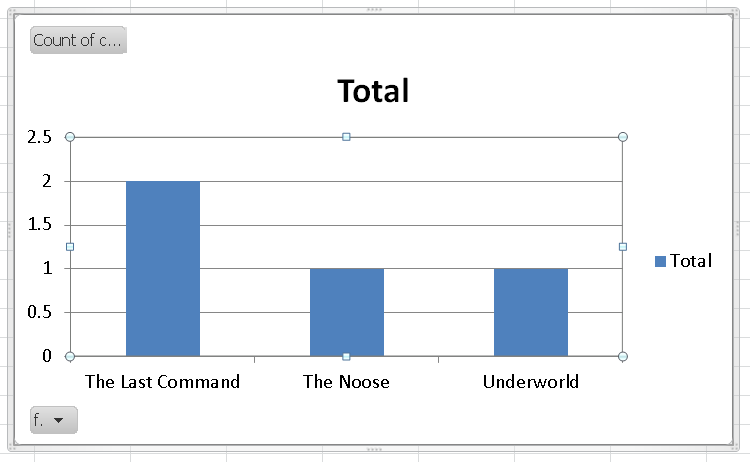 Count of c...
Total
2.5
2
1.5
1
0.5
0
The Last Command The Noose Underworld
Total
f.